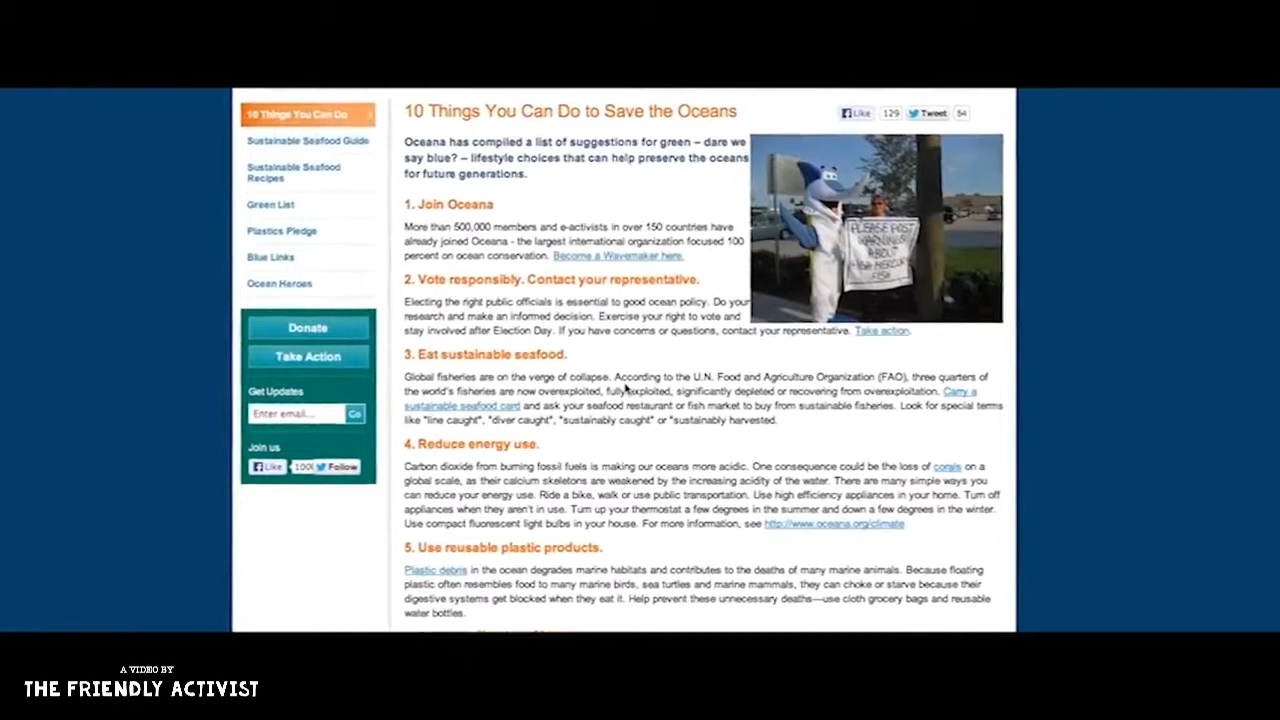 10 Things You Can Do
Sustainable Seafood Guide
Sustainable Seafood
Recipes
Green List
Plastics Pledge
Blue Links
Ocean Heroes
Donate
Take Action
Get Updates
Enter email....
Go
Join us
Like
100
Follow
10 Things You Can Do to Save the Oceans
Like 129 Tweet 54
Oceana has compiled a list of suggestions for green – dare we
say blue? – lifestyle choices that can help preserve the oceans
for future generations.
PLEASE POST
WARNINGS
ABOUT
HIGH MERCURY
FISH
1. Join Oceana
More than 500,000 members and e-activists in over 150 countries have
already joined Oceana - the largest international organization focused 100
percent on ocean conservation. Become a Wavemaker here.
2. Vote responsibly. Contact your representative.
Electing the right public officials is essential to good ocean policy. Do your
research and make an informed decision. Exercise your right to vote and
stay involved after Election Day. If you have concerns or questions, contact your representative. Take action.
3. Eat sustainable seafood.
Global fisheries are on the verge of collapse. According to the U.N. Food and Agriculture Organization (FAO), three quarters of
the world's fisheries are now overexploited, fully exploited, significantly depleted or recovering from overexploitation. Carry a
sustainable seafood card and ask your seafood restaurant or fish market to buy from sustainable fisheries. Look for special terms
like "line caught", "diver caught", "sustainably caught" or "sustainably harvested.
4. Reduce energy use.
Carbon dioxide from burning fossil fuels is making our oceans more acidic. One consequence could be the loss of corals on a
global scale, as their calcium skeletons are weakened by the increasing acidity of the water. There are many simple ways you
can reduce your energy use. Ride a bike, walk or use public transportation. Use high efficiency appliances in your home. Turn off
appliances when they aren't in use. Turn up your thermostat a few degrees in the summer and down a few degrees in the winter.
Use compact fluorescent light bulbs in your house. For more information, see http://www.oceana.org/climate
5. Use reusable plastic products.
Plastic debris in the ocean degrades marine habitats and contributes to the deaths of many marine animals. Because floating
plastic often resembles food to many marine birds, sea turtles and marine mammals, they can choke or starve because their
digestive systems get blocked when they eat it. Help prevent these unnecessary deaths—use cloth grocery bags and reusable
water bottles.
A VIDEO BY
THE FRIENDLY ACTIVIST